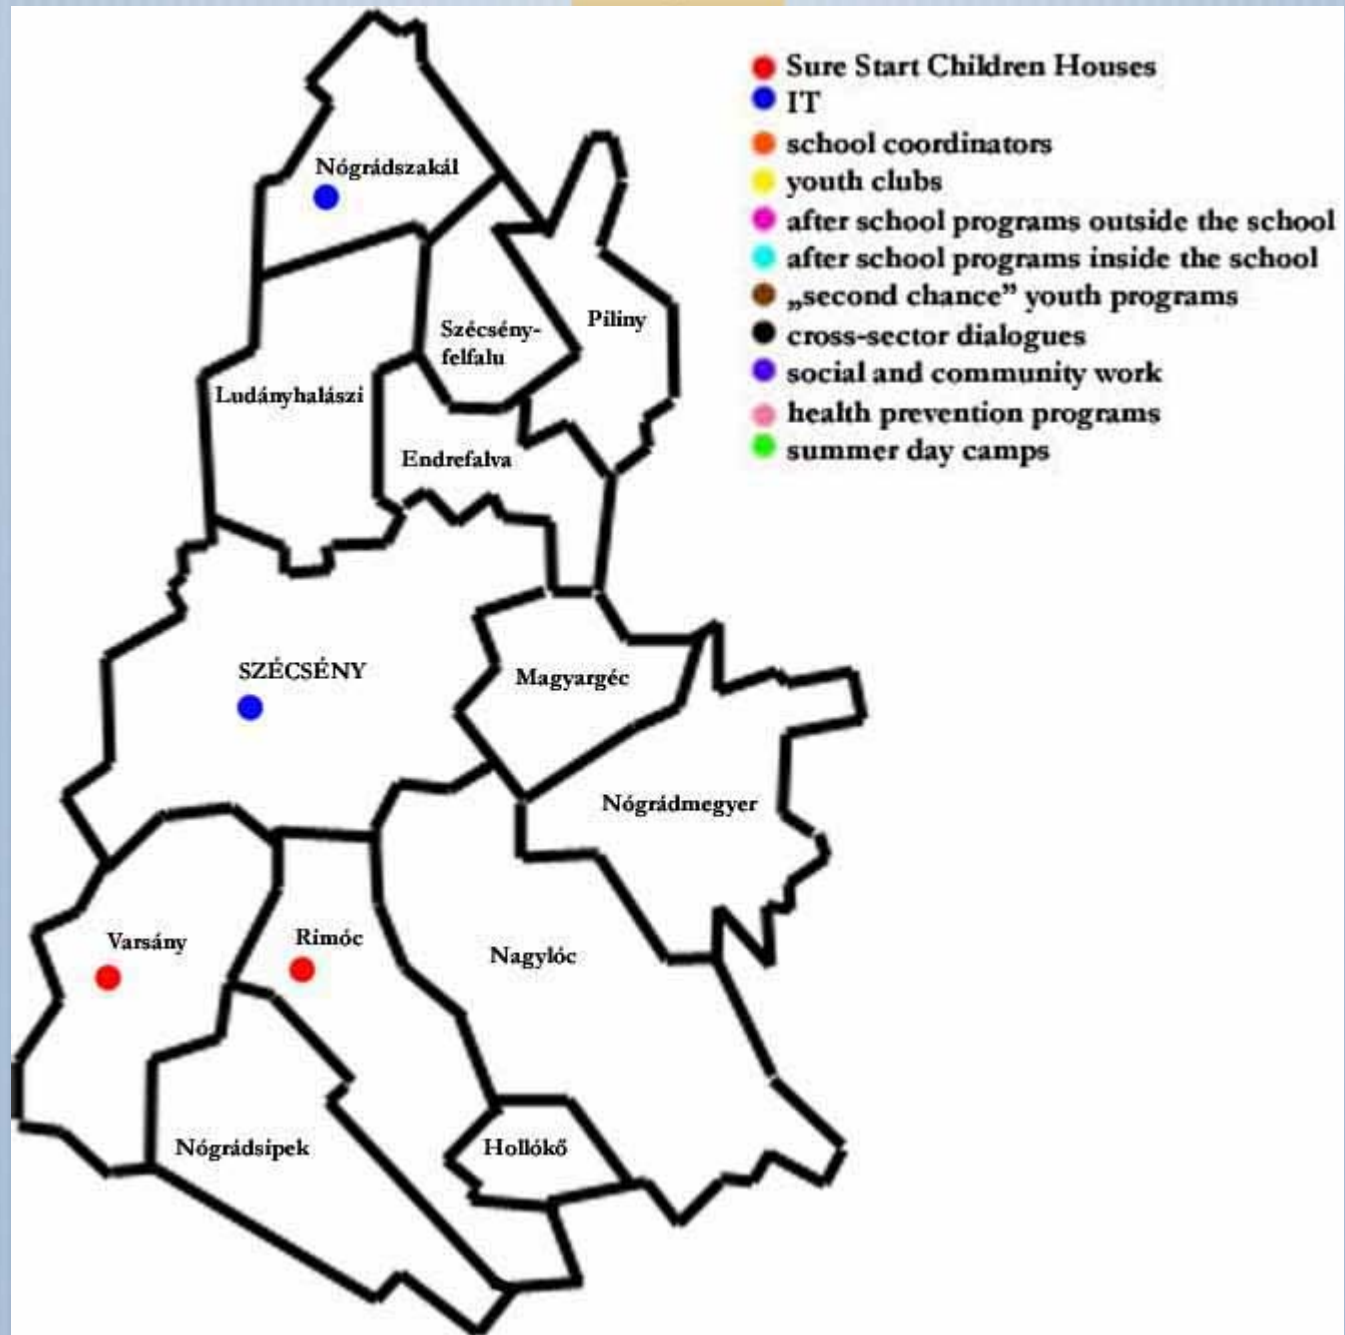 Sure Start Children Houses
IT
school coordinators
youth clubs
after school programs outside the school
after school programs inside the school
„second chance” youth programs
cross-sector dialogues
social and community work
health prevention programs
summer day camps
Nógrádszakál
Szécsény-
felfalu
Piliny
Ludányhalászi
Endrefalva
SZÉCSÉNY
Magyargéc
Nógrádmegyer
Varsány
Rimóc
Nagylóc
Nógrádsipek
Hollókő